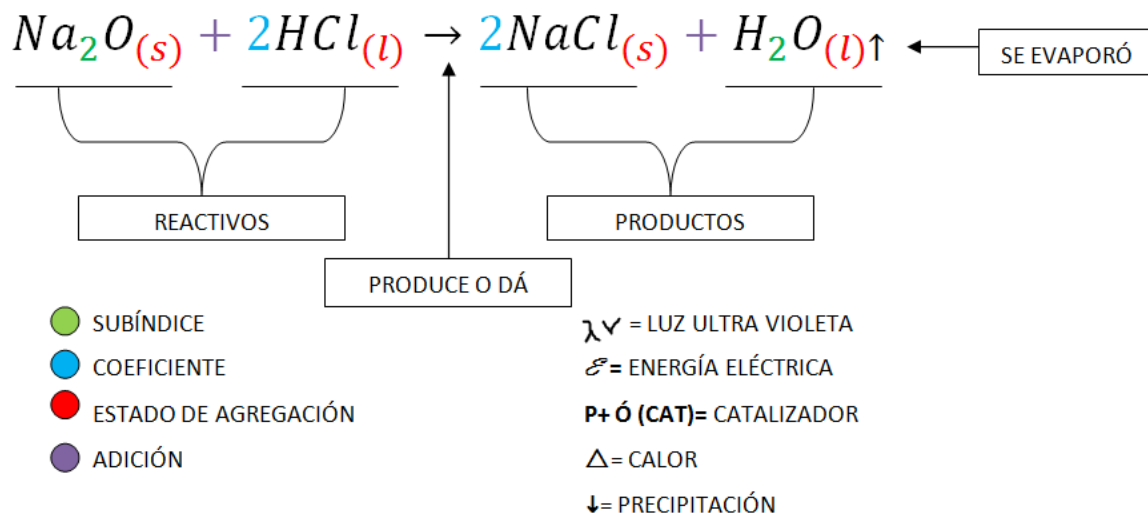 Na₂O(s) + 2HCl(l) → 2NaCl(s) + H₂O(l)↑
SE EVAPORÓ
REACTIVOS
PRODUCTOS
PRODUCE O DÁ
SUBÍNDICE
COEFICIENTE
ESTADO DE AGREGACIÓN
ADICIÓN
λν = LUZ ULTRA VIOLETA
ℰ= ENERGÍA ELÉCTRICA
P+ Ó (CAT)= CATALIZADOR
△= CALOR
↓= PRECIPITACIÓN